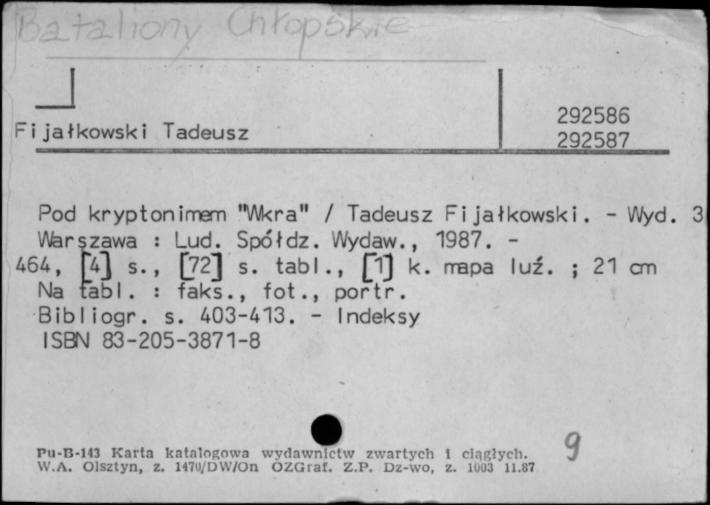 Bataliony Chłopskie
292586
Fijałkowski Tadeusz 292587
Pod kryptonimem "Wkra" / Tadeusz Fijałkowski. - Wyd. 3
Warszawa : Lud. Spółdz. Wydaw., 1987. -
464, [4] s., [72] s. tabl., [1] k. mapa luź. ; 21 cm
Na tabl. : faks., fot., portr.
Bibliogr. s. 403-413. - Indeksy
ISBN 83-205-3871-8
9
Pu-B-143 Karta katalogowa wydawnictw zwartych i ciągłych.
W.A. Olsztyn, z. 1470/DW/On OZGraf. Z.P. Dz-wo, z. 1003 11.87